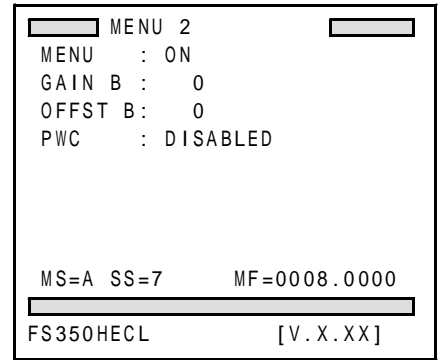 MENU 2
MENU : ON
GAIN B : 0
OFFST B: 0
PWC : DISABLED
MS=A SS=7 MF=0008.0000
FS350HECL [V.X.XX]